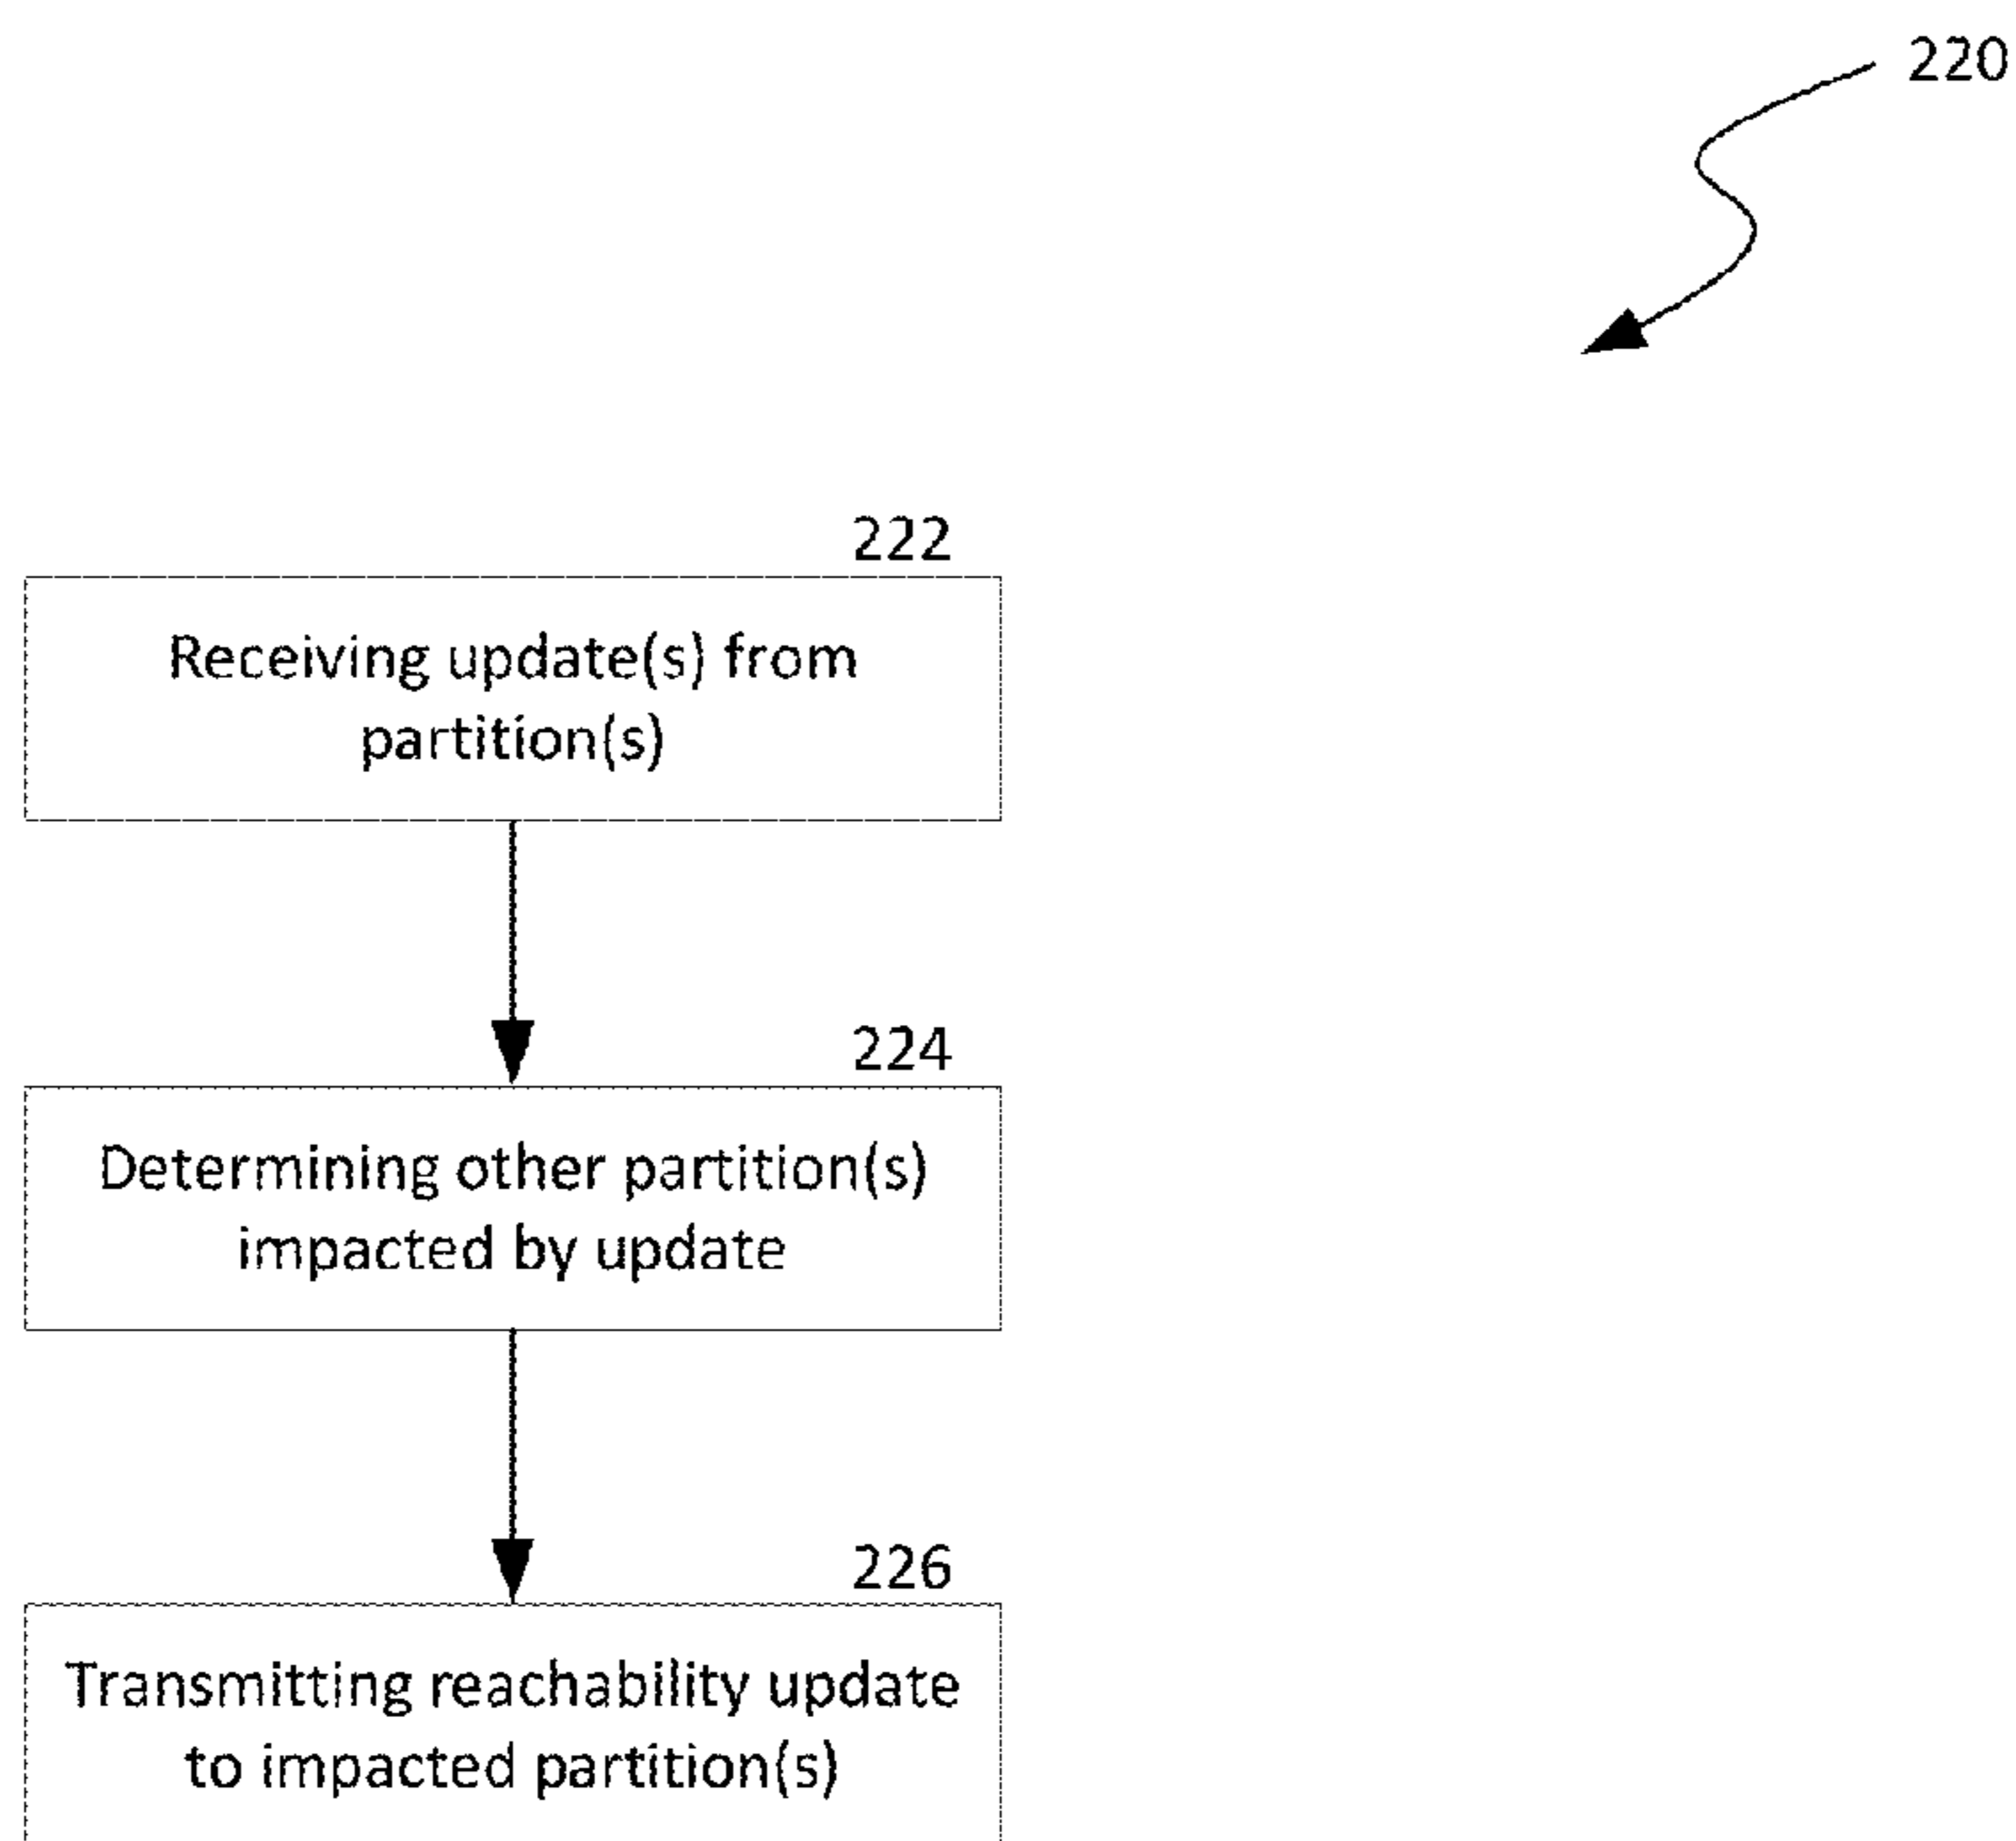 220
222
Receiving update(s) from
partition(s)
224
Determining other partition(s)
impacted by update
226
Transmitting reachability update
to impacted partition(s)